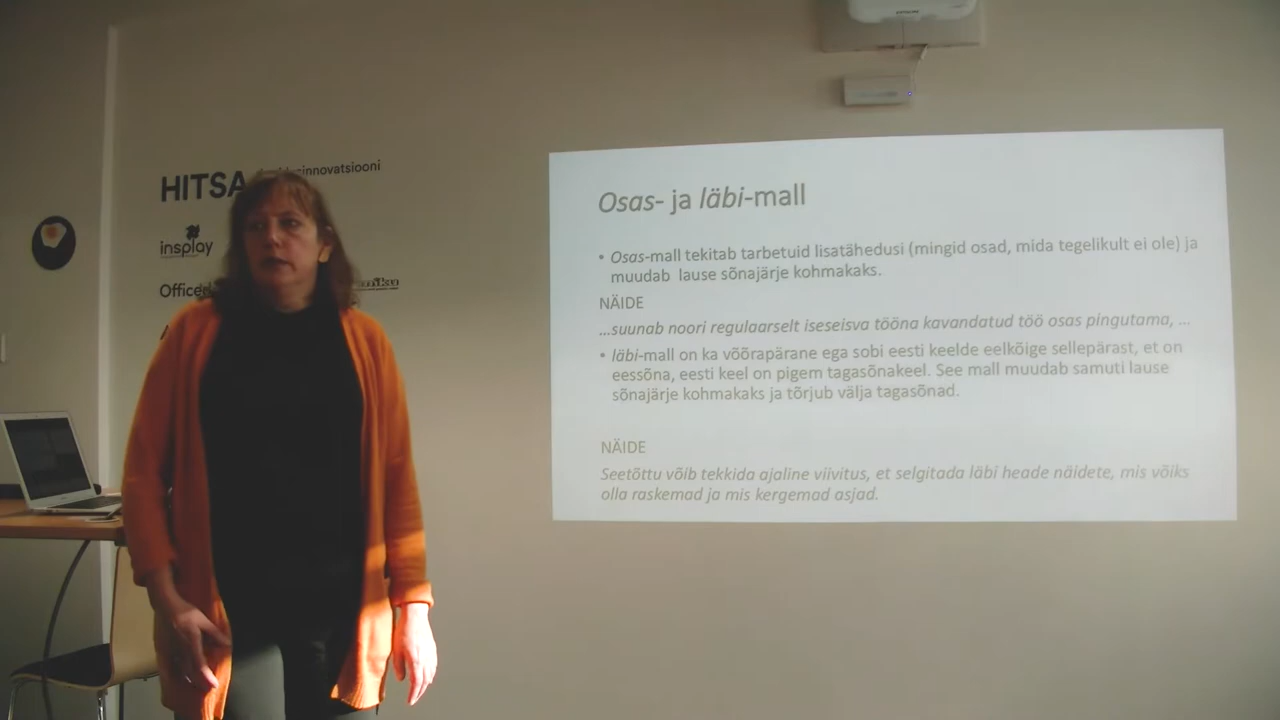 HITSA
innovatsiooni
insplay
Office
Osas- ja läbi-mall
• Osas-mall tekitab tarbetuid lisatähedusi (mingid osad, mida tegelikult ei ole) ja
muudab lause sõnajärje kohmakaks.
NÄIDE
...suunab noori regulaarselt iseseisva tööna kavandatud töö osas pingutama, ...
• läbi-mall on ka võõrapärane ega sobi eesti keelde eelkõige sellepärast, et on
eessõna, eesti keel on pigem tagasõnakeel. See mall muudab samuti lause
sõnajärje kohmakaks ja tõrjub välja tagasõnad.
NÄIDE
Seetõttu võib tekkida ajaline viivitus, et selgitada läbi heade näidete, mis võiks
olla raskemad ja mis kergemad asjad.